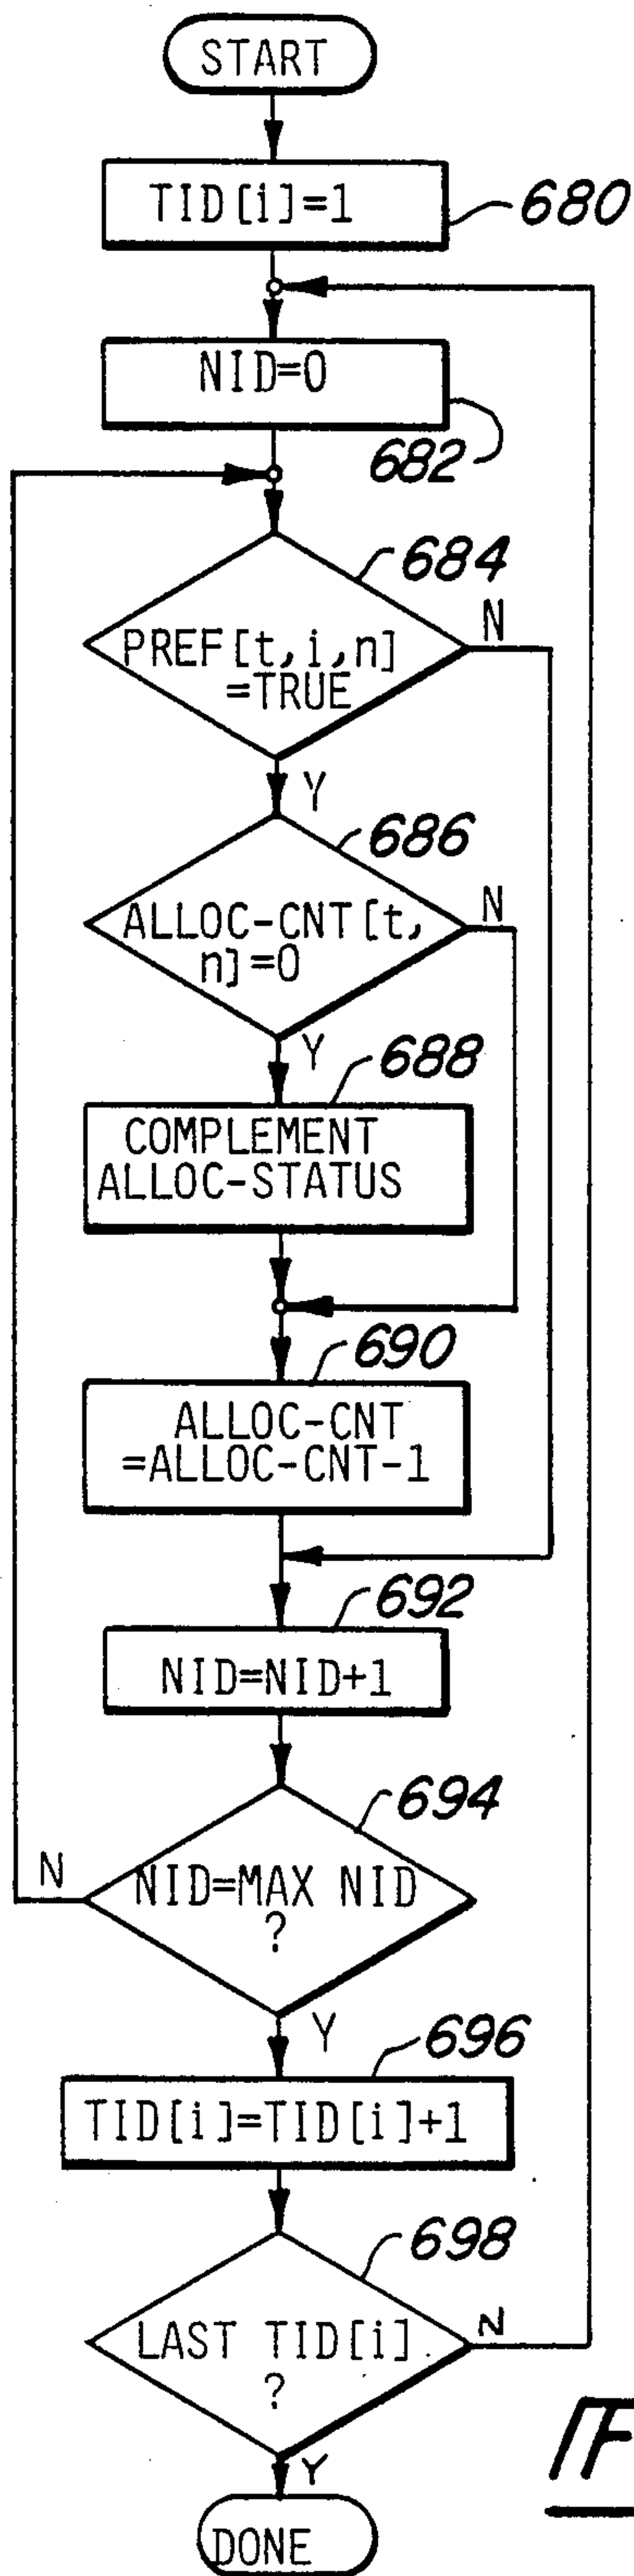 START
TID[i]=1
680
NID=0
682
684
PREF[t,i,n]
=TRUE
N
Y
686
ALLOC-CNT[t,
n]=0
N
Y
688
COMPLEMENT
ALLOC-STATUS
690
ALLOC-CNT
=ALLOC-CNT-1
692
NID=NID+1
694
NID=MAX NID
?
N
Y
696
TID[i]=TID[i]+1
698
LAST TID[i]
?
N
Y
DONE